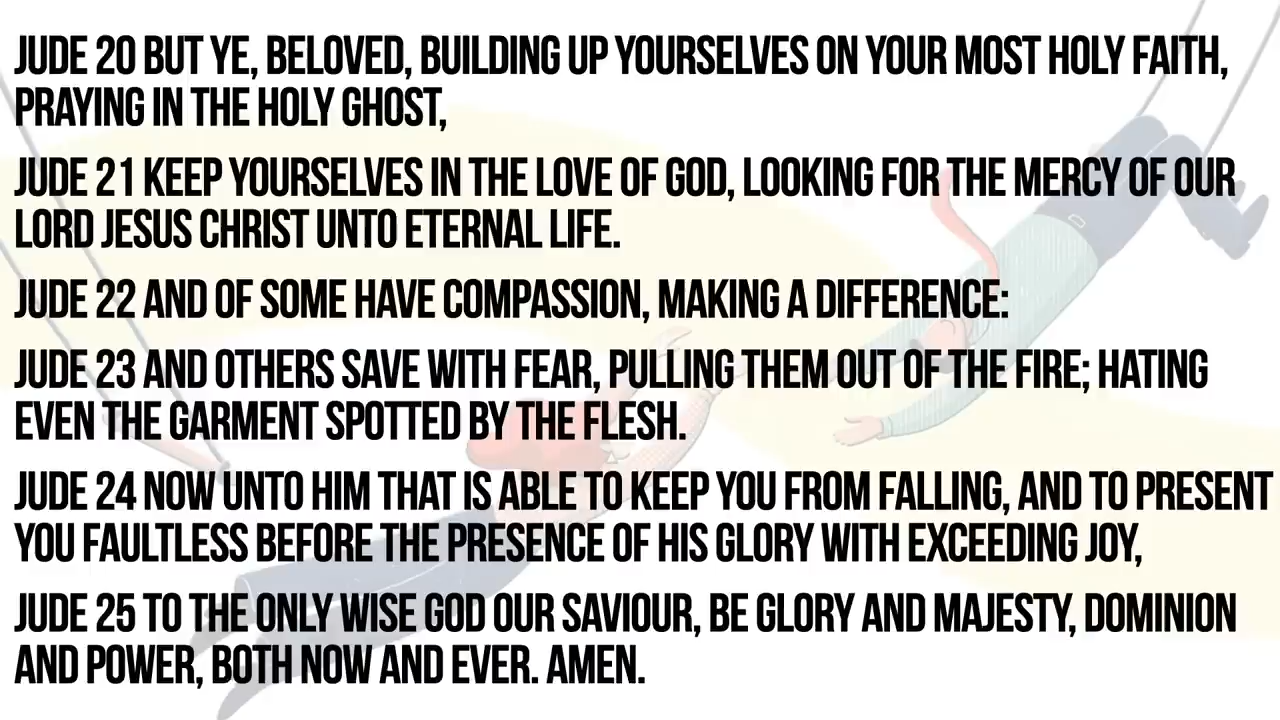 JUDE 20 BUT YE, BELOVED, BUILDING UP YOURSELVES ON YOUR MOST HOLY FAITH,
PRAYING IN THE HOLY GHOST,
JUDE 21 KEEP YOURSELVES IN THE LOVE OF GOD, LOOKING FOR THE MERCY OF OUR
LORD JESUS CHRIST UNTO ETERNAL LIFE.
JUDE 22 AND OF SOME HAVE COMPASSION, MAKING A DIFFERENCE:
JUDE 23 AND OTHERS SAVE WITH FEAR, PULLING THEM OUT OF THE FIRE; HATING
EVEN THE GARMENT SPOTTED BY THE FLESH.
JUDE 24 NOW UNTO HIM THAT IS ABLE TO KEEP YOU FROM FALLING, AND TO PRESENT
YOU FAULTLESS BEFORE THE PRESENCE OF HIS GLORY WITH EXCEEDING JOY,
JUDE 25 TO THE ONLY WISE GOD OUR SAVIOUR, BE GLORY AND MAJESTY, DOMINION
AND POWER, BOTH NOW AND EVER. AMEN.